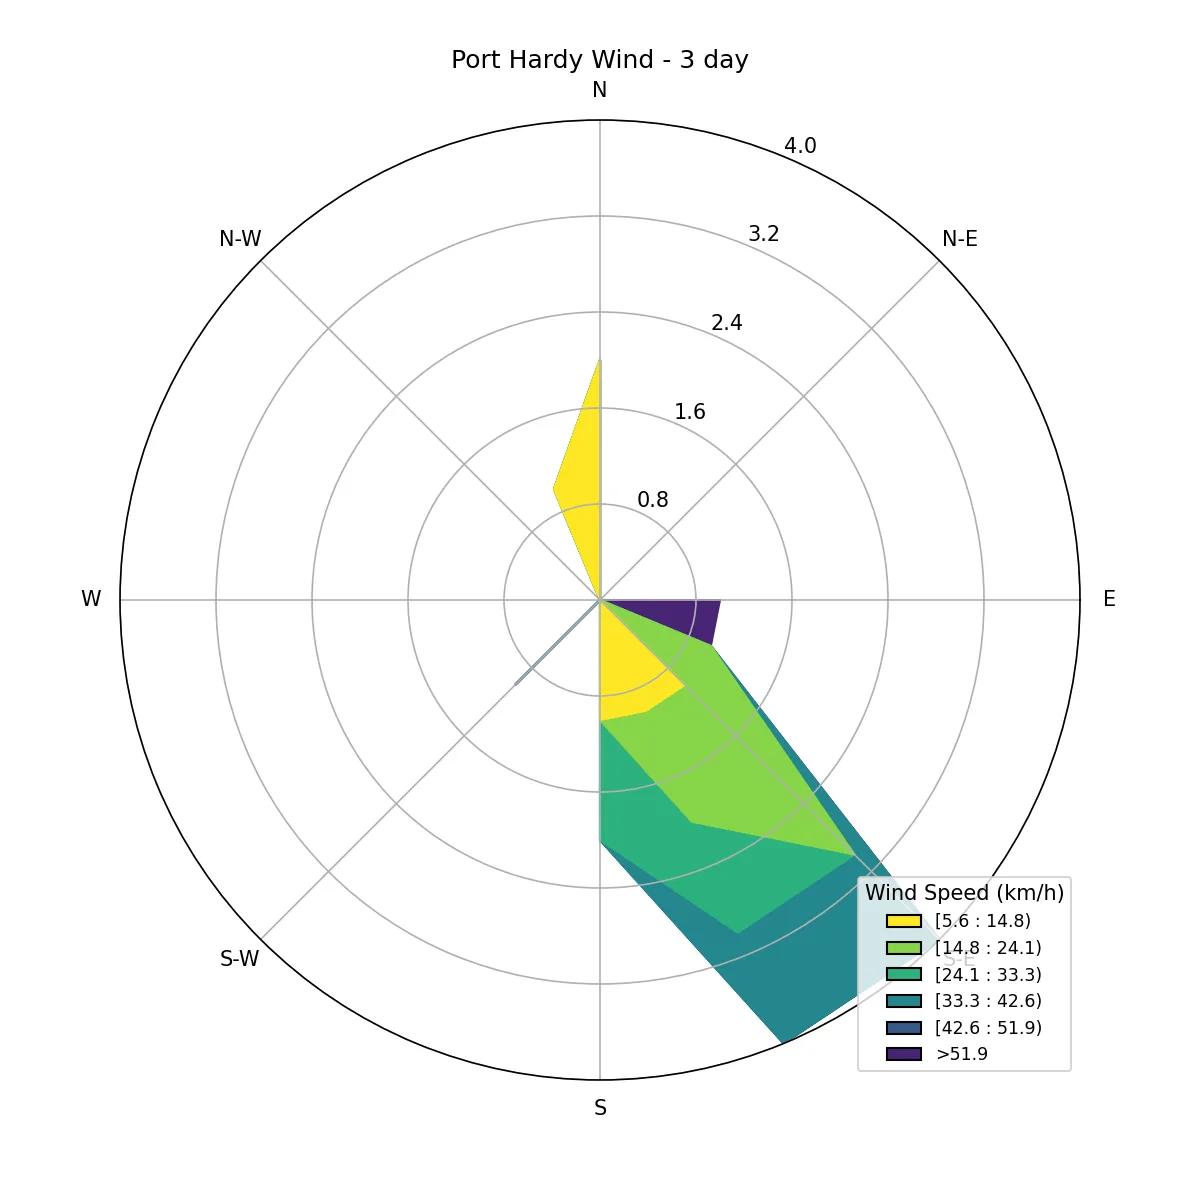 Port Hardy Wind - 3 day
N
4.0
N-W
3.2
N-E
2.4
1.6
0.8
W
E
Wind Speed (km/h)
[5.6 : 14.8)
[14.8 : 24.1)
S-W
S-E
[24.1 : 33.3)
[33.3 : 42.6)
[42.6 : 51.9)
>51.9
S